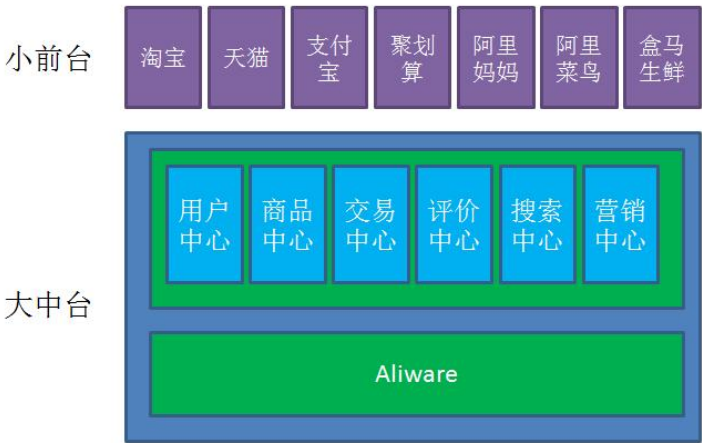 小前台
淘宝
天猫
支付
宝
聚划
算
阿里
妈妈
阿里
菜鸟
盒马
生鲜
大中台
用户
中心
商品
中心
交易
中心
评价
中心
搜索
中心
营销
中心
Aliware